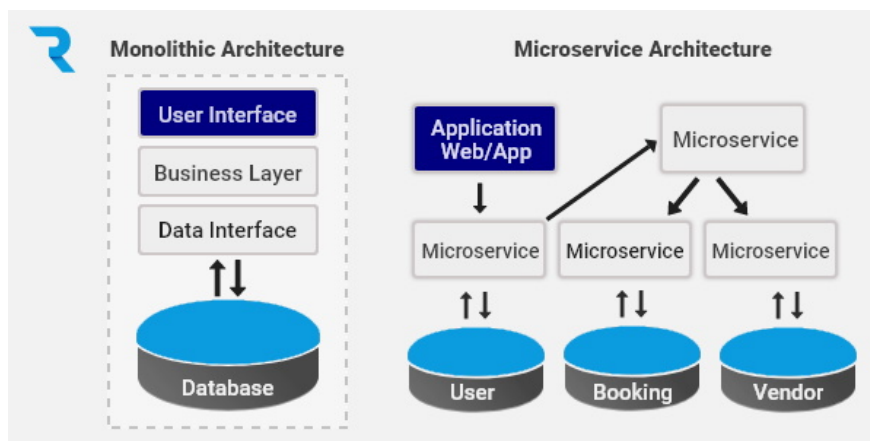 Monolithic Architecture
User Interface
Business Layer
Data Interface
Database
Microservice Architecture
Application
Web/App
Microservice
Microservice
Microservice
Microservice
User
Booking
Vendor